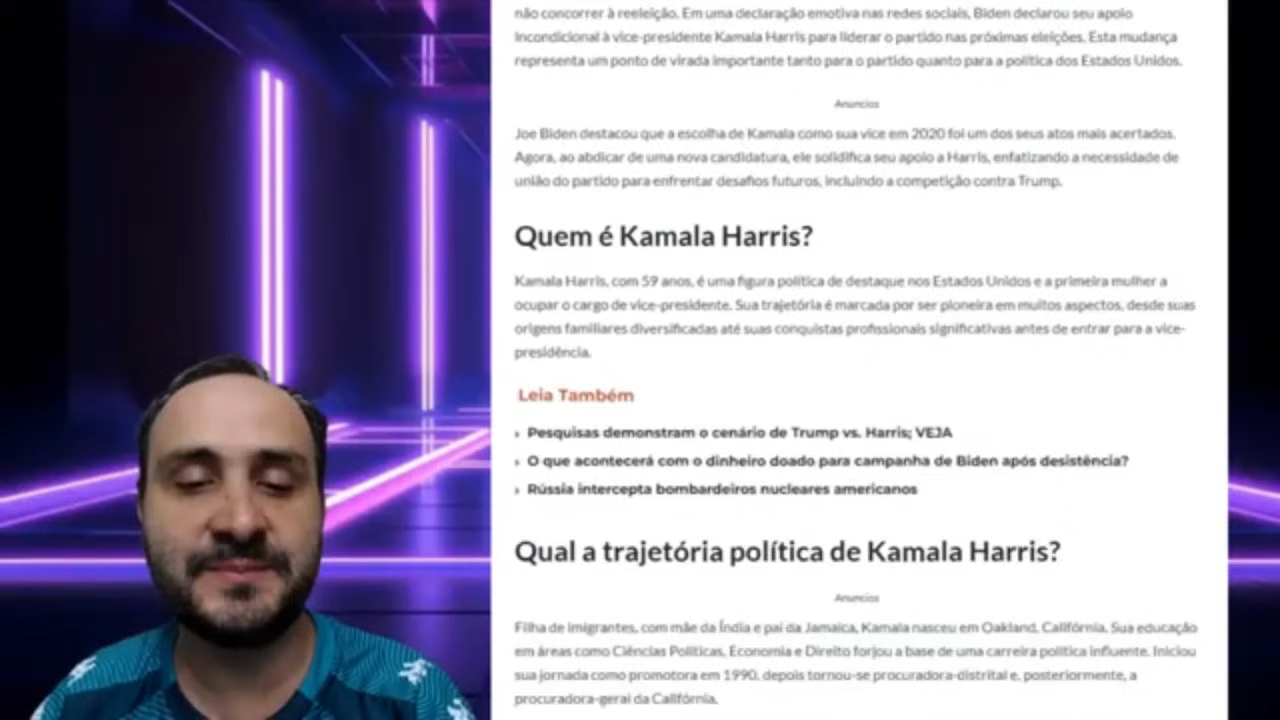 não concorrer à reeleição. Em uma declaração emotiva nas redes sociais, Biden declarou seu apoio
incondicional à vice-presidente Kamala Harris para liderar o partido nas próximas eleições. Esta mudança
representa um ponto de virada importante tanto para o partido quanto para a política dos Estados Unidos.
Anuncios
Joe Biden destacou que a escolha de Kamala como sua vice em 2020 foi um dos seus atos mais acertados.
Agora, ao abdicar de uma nova candidatura, ele solidifica seu apoio a Harris, enfatizando a necessidade de
união do partido para enfrentar desafios futuros, incluindo a competição contra Trump.
Quem é Kamala Harris?
Kamala Harris, com 59 anos, é uma figura política de destaque nos Estados Unidos e a primeira mulher a
ocupar o cargo de vice-presidente. Sua trajetória é marcada por ser pioneira em muitos aspectos, desde suas
origens familiares diversificadas até suas conquistas profissionais significativas antes de entrar para a vice-
presidência.
Leia Também
› Pesquisas demonstram o cenário de Trump vs. Harris; VEJA
› O que acontecerá com o dinheiro doado para campanha de Biden após desistência?
› Rússia intercepta bombardeiros nucleares americanos
Qual a trajetória política de Kamala Harris?
Anuncios
Filha de imigrantes, com mãe da Índia e pai da Jamaica, Kamala nasceu em Oakland, Califórnia. Sua educação
em áreas como Ciências Políticas, Economia e Direito forjou a base de uma carreira política influente. Iniciou
sua jornada como promotora em 1990, depois tornou-se procuradora-distrital e, posteriormente, a
procuradora-geral da Califórnia.